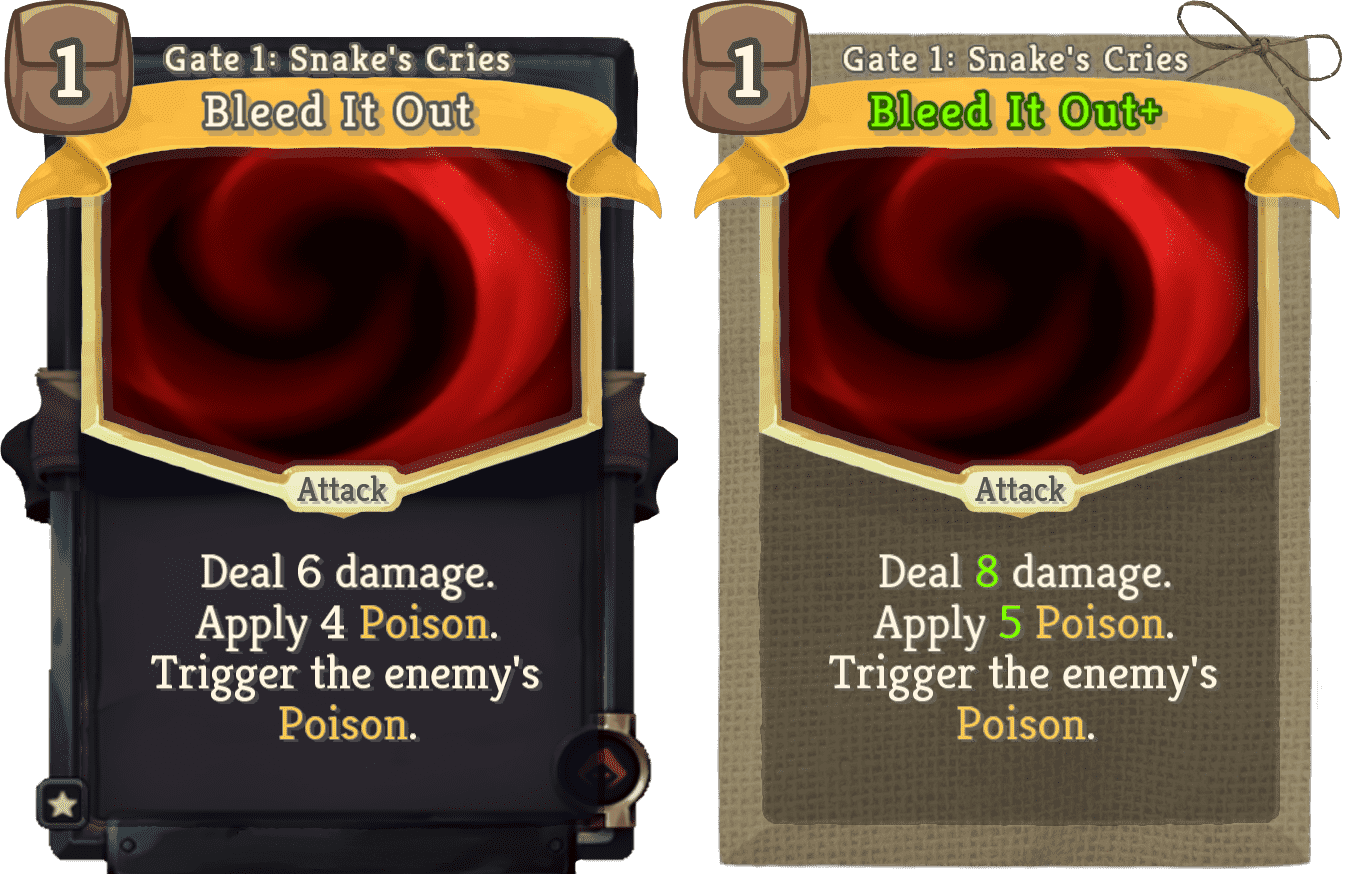 1
Gate 1: Snake's Cries
Bleed It Out
Attack
Deal 6 damage.
Apply 4 Poison.
Trigger the enemy's
Poison.
1
Gate 1: Snake's Cries
Bleed It Out+
Attack
Deal 8 damage.
Apply 5 Poison.
Trigger the enemy's
Poison.